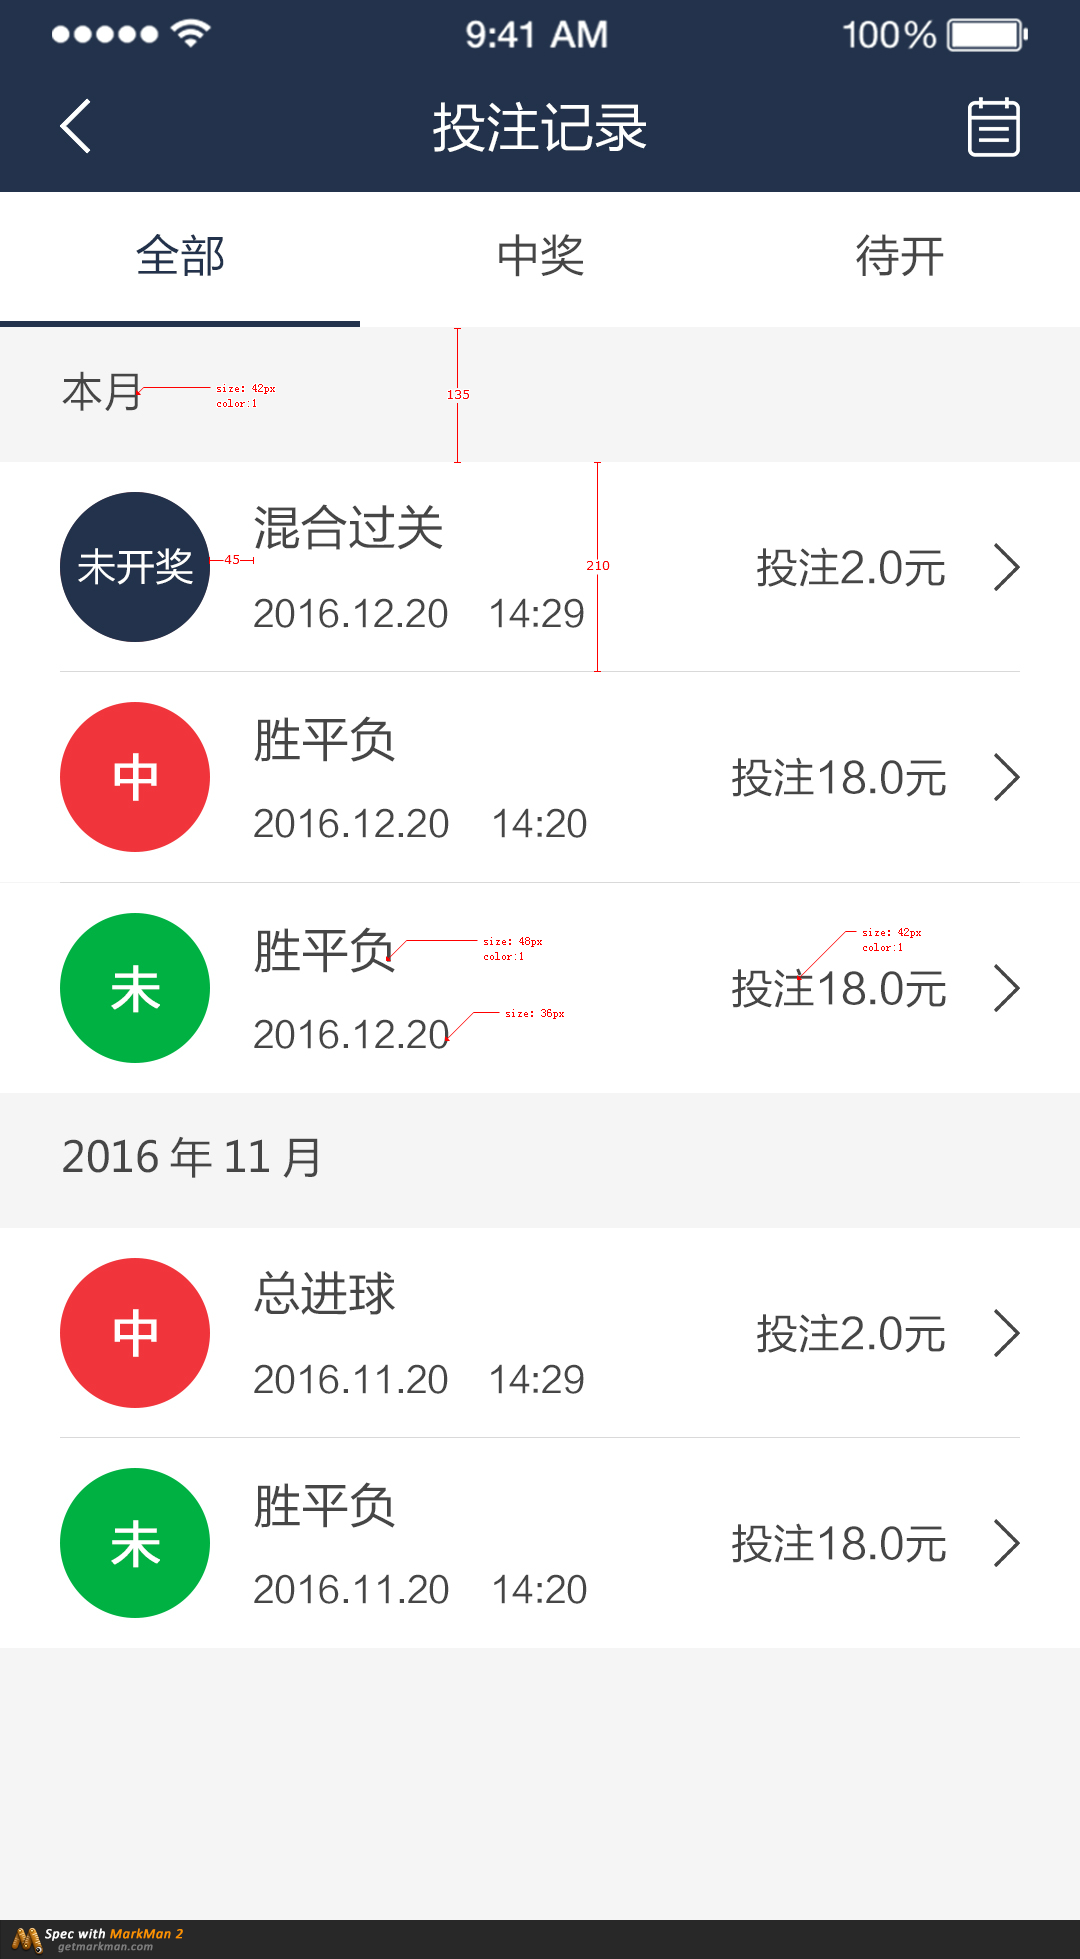 9:41 AM 100%
投注记录
全部 中奖 待开
本月 size: 42px
color:1
135
混合过关
未开奖 45 投注2.0元
210
2016.12.20 14:29
胜平负
中 投注18.0元
2016.12.20 14:20
胜平负 size: 48px
color:1
size: 42px
color:1
未 投注18.0元
2016.12.20 size: 36px
2016 年 11 月
总进球
中 投注2.0元
2016.11.20 14:29
胜平负
未 投注18.0元
2016.11.20 14:20
Spec with MarkMan 2
getmarkman.com